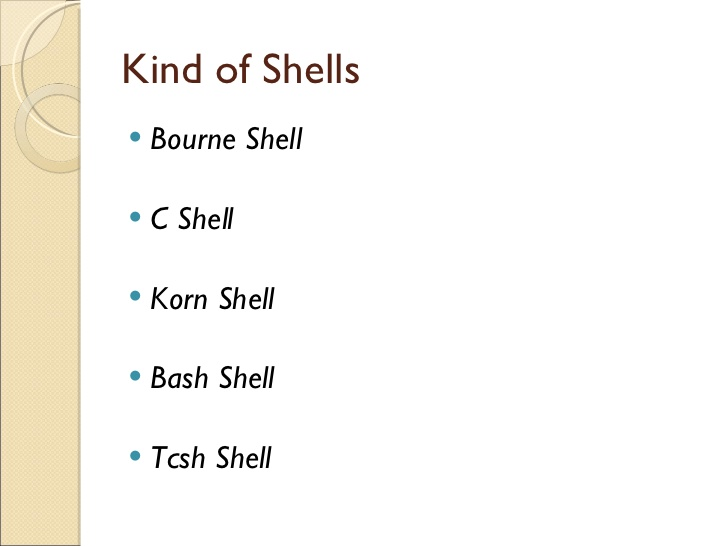 Kind of Shells
• Bourne Shell
• C Shell
• Korn Shell
• Bash Shell
• Tcsh Shell